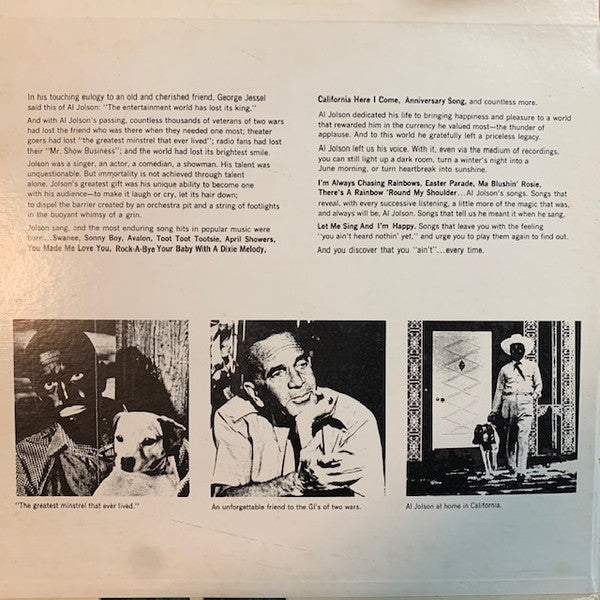 In his touching eulogy to an old and cherished friend, George Jessel
said this of Al Jolson: "The entertainment world has lost its king."
And with Al Jolson's passing, countless thousands of veterans of two wars
had lost the friend who was there when they needed one most; theater
goers had lost "the greatest minstrel that ever lived"; radio fans had lost
their "Mr. Show Business"; and the world had lost its brightest smile.
Jolson was a singer, an actor, a comedian, a showman. His talent was
unquestionable. But immortality is not achieved through talent
alone. Jolson's greatest gift was his unique ability to become one
with his audience—to make it laugh or cry, let its hair down;
to dispel the barrier created by an orchestra pit and a string of footlights
in the buoyant whimsy of a grin.
Jolson sang, and the most enduring song hits in popular music were
born...Swanee, Sonny Boy, Avalon, Toot Toot Tootsie, April Showers,
You Made Me Love You, Rock-A-Bye Your Baby With A Dixie Melody,
California Here I Come, Anniversary Song, and countless more.
Al Jolson dedicated his life to bringing happiness and pleasure to a world
that rewarded him in the currency he valued most—the thunder of
applause. And to this world he gratefully left a priceless legacy.
Al Jolson left us his voice. With it, even via the medium of recordings,
you can still light up a dark room, turn a winter's night into a
June morning, or turn heartbreak into sunshine.
I'm Always Chasing Rainbows, Easter Parade, Ma Blushin' Rosie,
There's A Rainbow 'Round My Shoulder...Al Jolson's songs. Songs that
reveal, with every successive listening, a little more of the magic that was,
and always will be, Al Jolson. Songs that tell us he meant it when he sang,
Let Me Sing And I'm Happy. Songs that leave you with the feeling
"you ain't heard nothin' yet," and urge you to play them again to find out.
And you discover that you "ain't"...every time.
"The greatest minstrel that ever lived."
An unforgettable friend to the GI's of two wars.
Al Jolson at home in California.